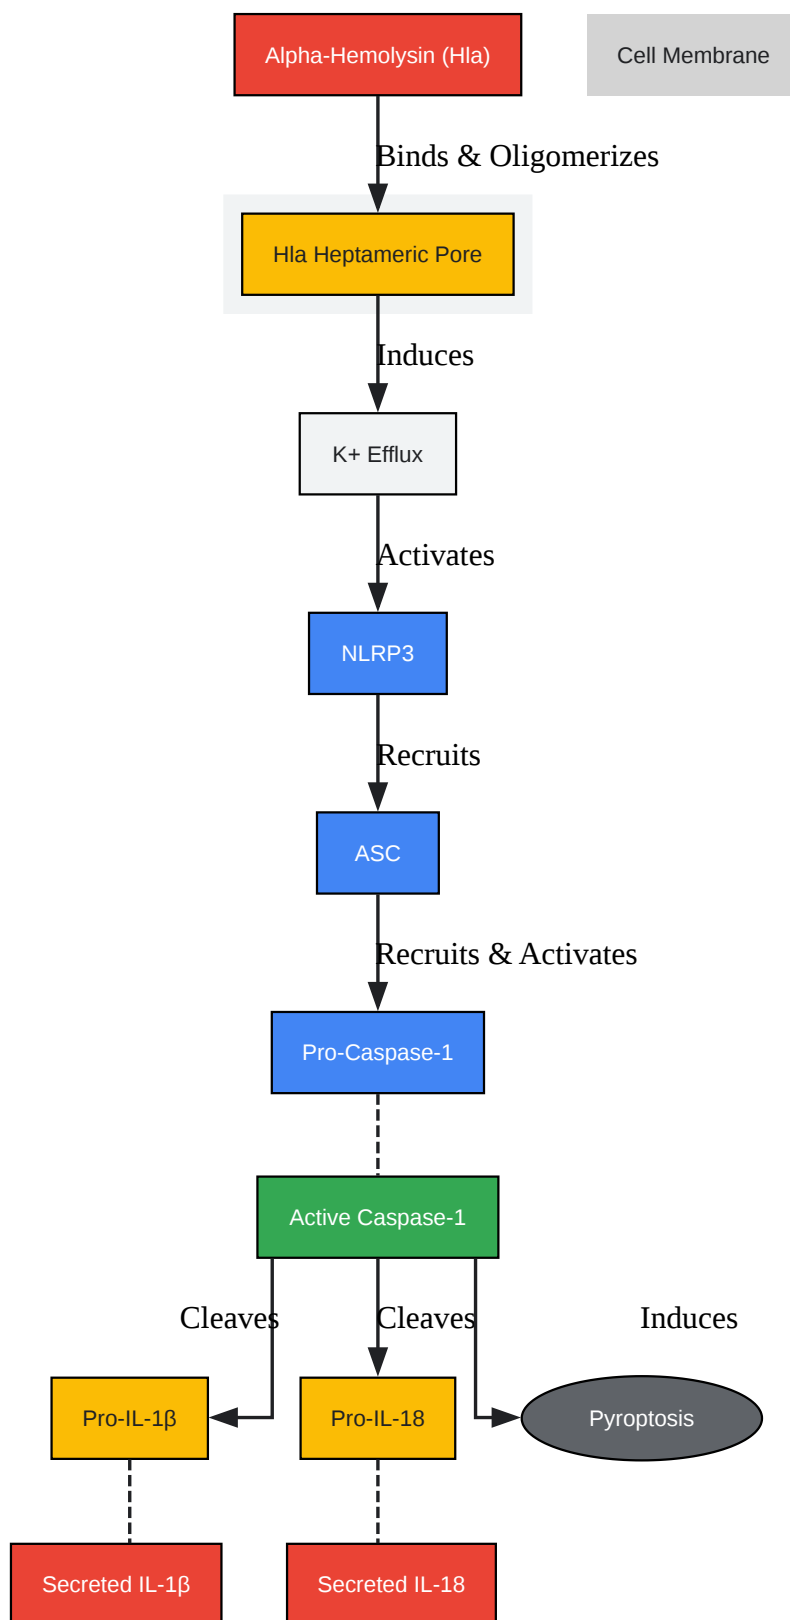 Alpha-Hemolysin (Hla)
Cell Membrane
Binds & Oligomerizes
Hla Heptameric Pore
Induces
K+ Efflux
Activates
NLRP3
Recruits
ASC
Recruits & Activates
Pro-Caspase-1
Active Caspase-1
Cleaves
Cleaves
Induces
Pro-IL-1β
Pro-IL-18
Pyroptosis
Secreted IL-1β
Secreted IL-18